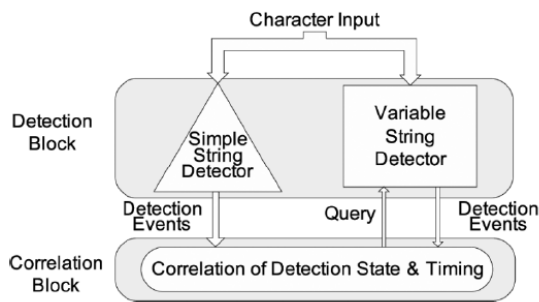 Character Input
Detection
Block
Simple
String
Detector
Variable
String
Detector
Detection
Events
Query
Detection
Events
Correlation
Block
Correlation of Detection State & Timing